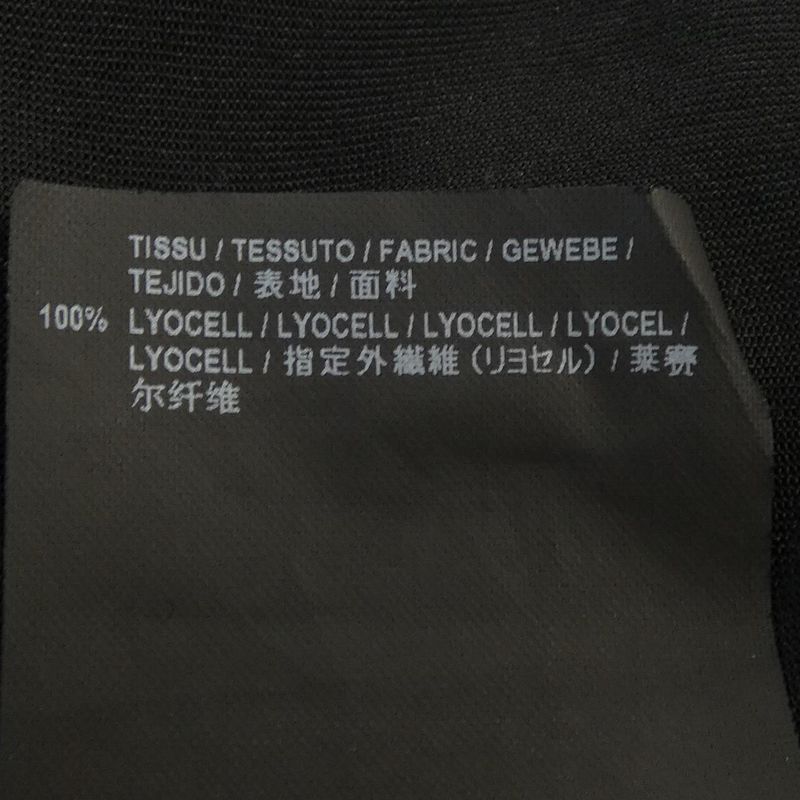 TISSU / TESSUTO / FABRIC / GEWEBE /
TEJIDO / 表地 / 面料
100% LYOCELL / LYOCELL / LYOCELL / LYOCEL /
LYOCELL / 指定外繊維 (リヨセル) / 莱赛
尔纤维